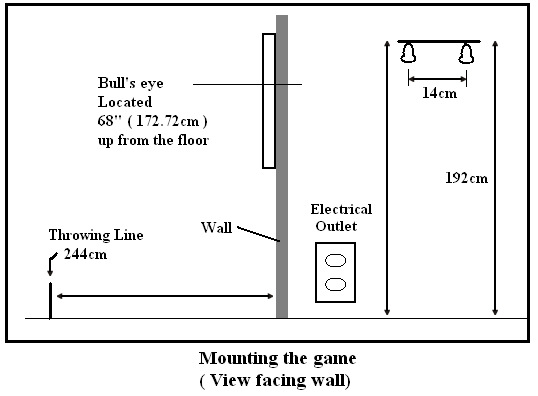 Bull's eye
Located
68" ( 172.72cm )
up from the floor
14cm
192cm
Electrical
Outlet
Wall
Throwing Line
244cm
Mounting the game
( View facing wall)